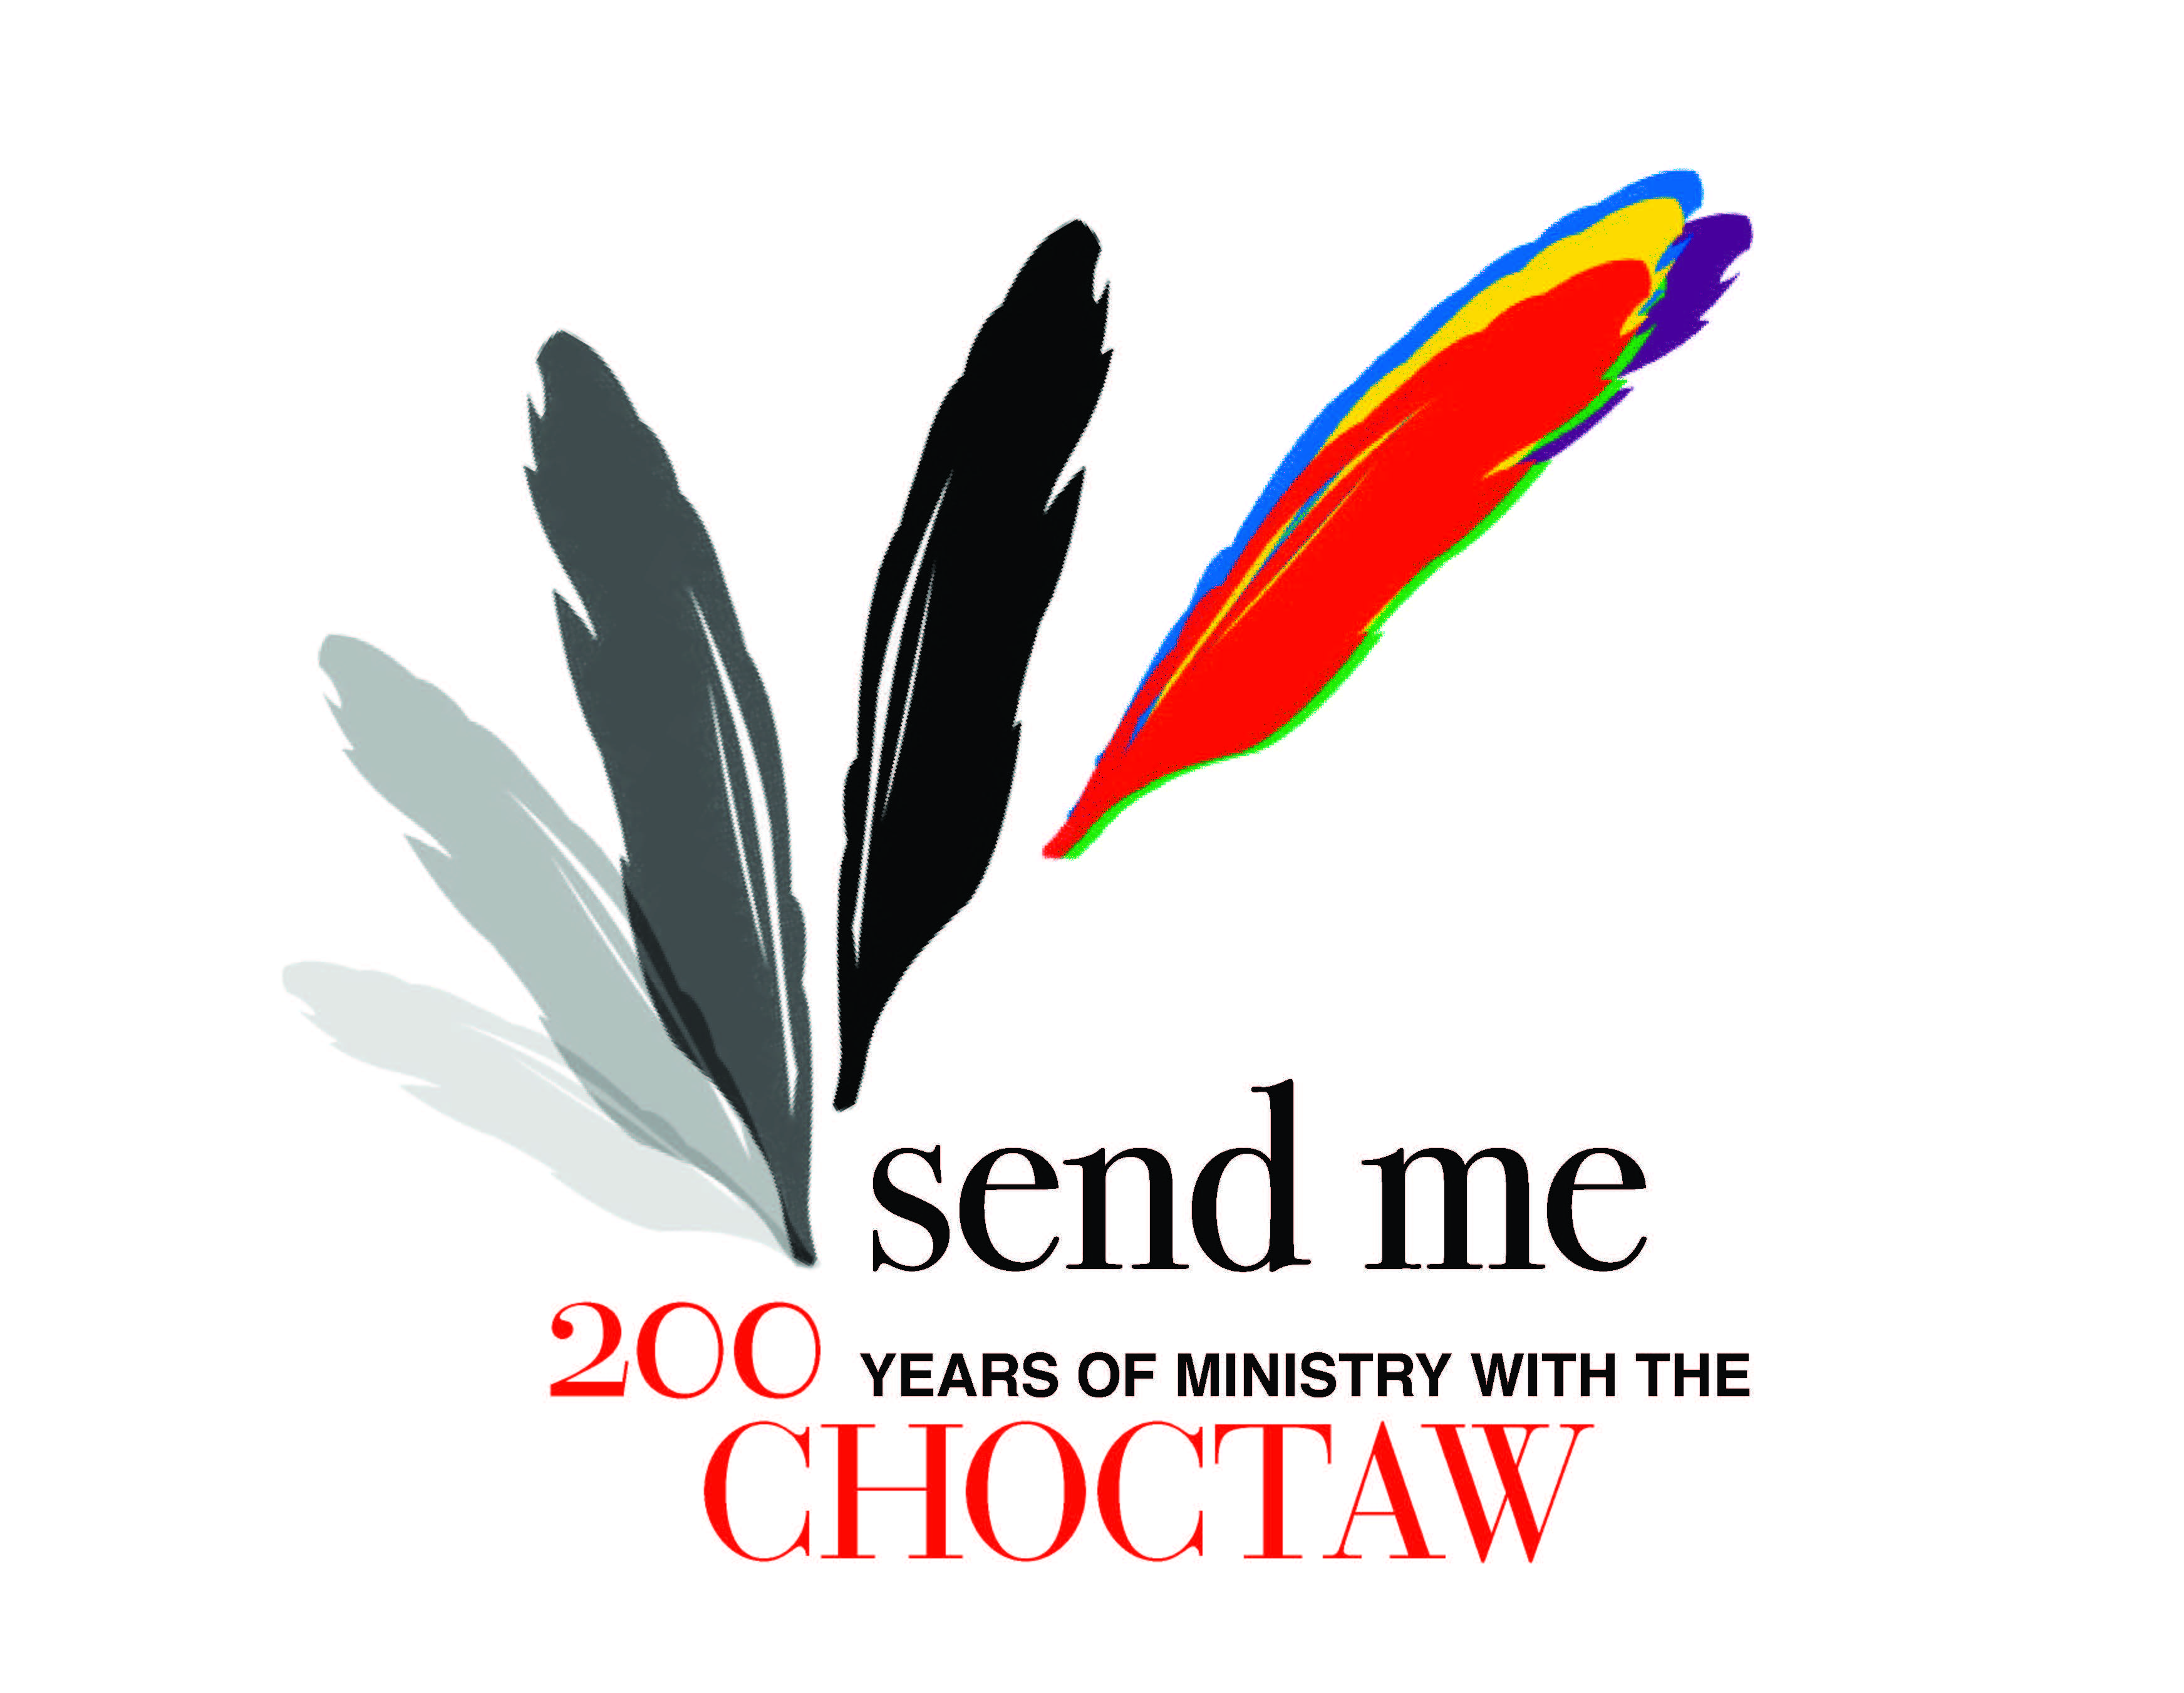 send me
200 YEARS OF MINISTRY WITH THE
CHOCTAW